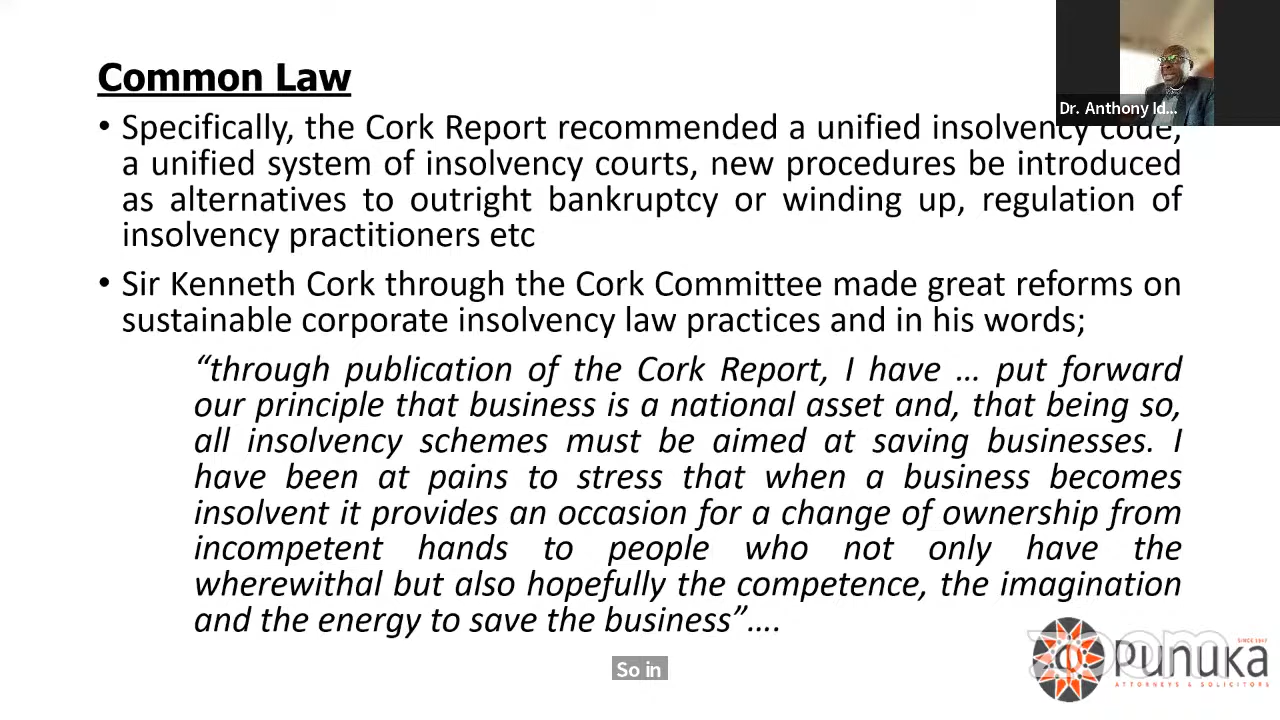 Common Law
Dr. Anthony Id...
• Specifically, the Cork Report recommended a unified insolvency code,
a unified system of insolvency courts, new procedures be introduced
as alternatives to outright bankruptcy or winding up, regulation of
insolvency practitioners etc
• Sir Kenneth Cork through the Cork Committee made great reforms on
sustainable corporate insolvency law practices and in his words;
“through publication of the Cork Report, I have … put forward
our principle that business is a national asset and, that being so,
all insolvency schemes must be aimed at saving businesses. I
have been at pains to stress that when a business becomes
insolvent it provides an occasion for a change of ownership from
incompetent hands to people who not only have the
wherewithal but also hopefully the competence, the imagination
and the energy to save the business”….
So in
zoom
SINCE 1947
PUNUKA
ATTORNEYS & SOLICITORS